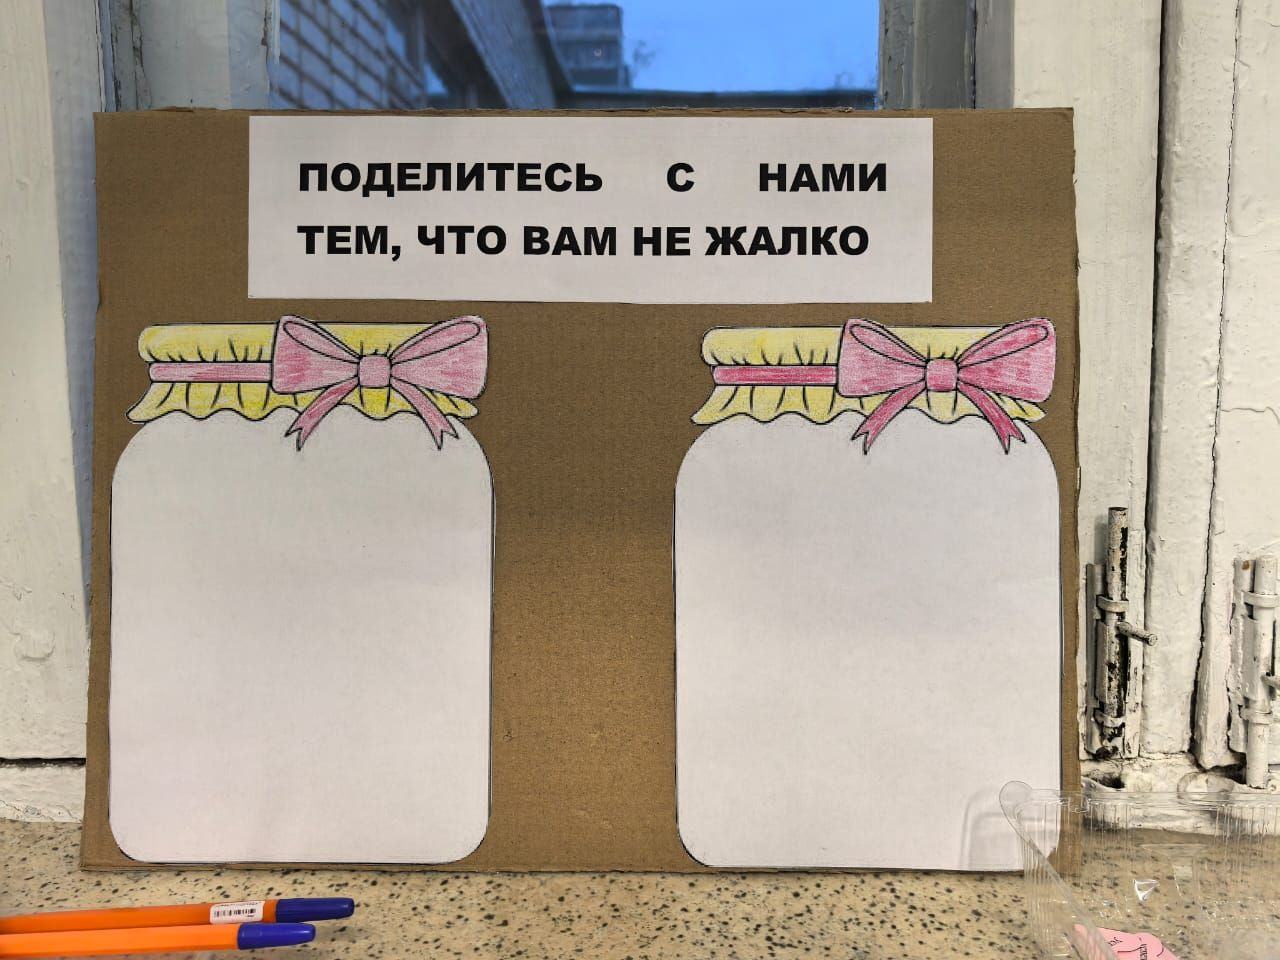 ПОДЕЛИТЕСЬ С НАМИ
ТЕМ, ЧТО ВАМ НЕ ЖАЛКО